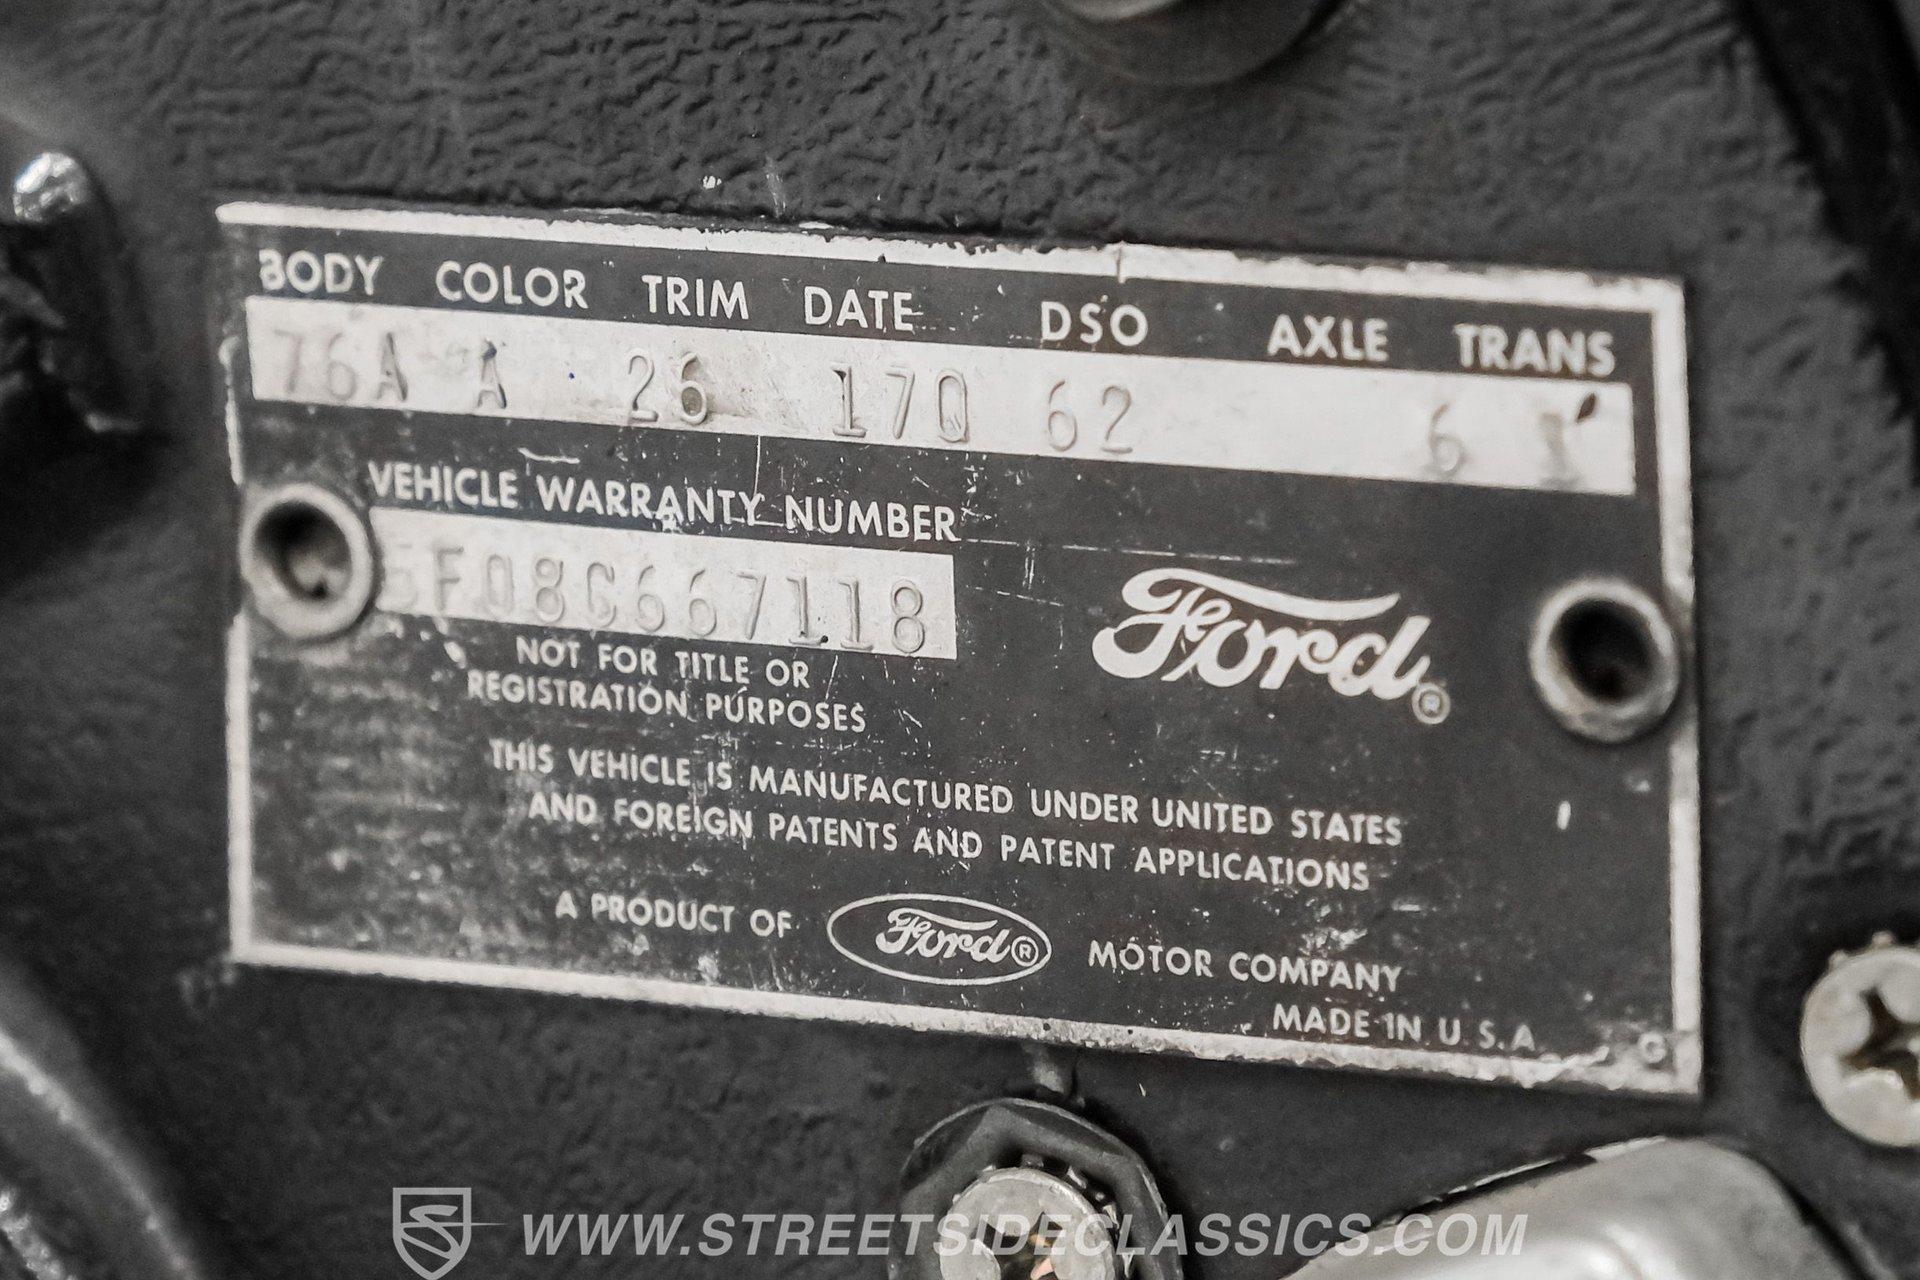 BODY COLOR TRIM DATE DSO AXLE TRANS
76A A 26 17Q 62 6 1
VEHICLE WARRANTY NUMBER
5F08C667118
NOT FOR TITLE OR
REGISTRATION PURPOSES
Ford®
THIS VEHICLE IS MANUFACTURED UNDER UNITED STATES
AND FOREIGN PATENTS AND PATENT APPLICATIONS
A PRODUCT OF Ford® MOTOR COMPANY
MADE IN U.S.A.
G
WWW.STREETSIDECLASSICS.COM